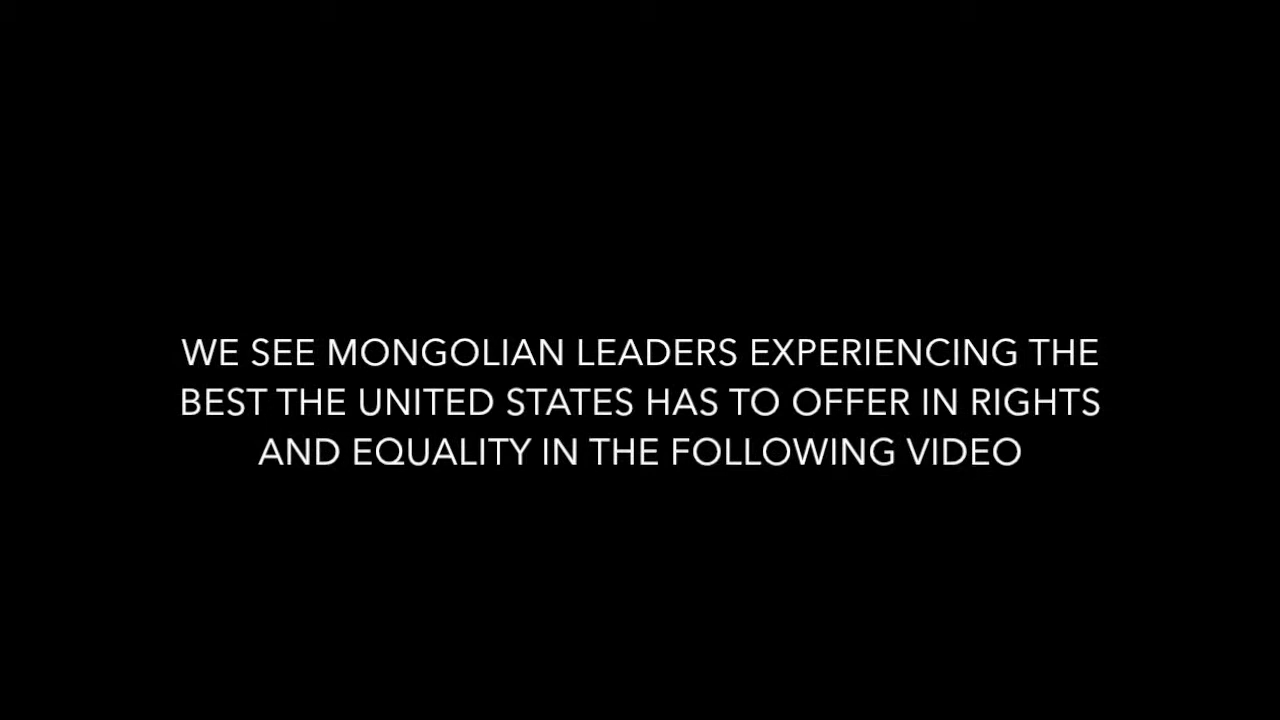 WE SEE MONGOLIAN LEADERS EXPERIENCING THE
BEST THE UNITED STATES HAS TO OFFER IN RIGHTS
AND EQUALITY IN THE FOLLOWING VIDEO